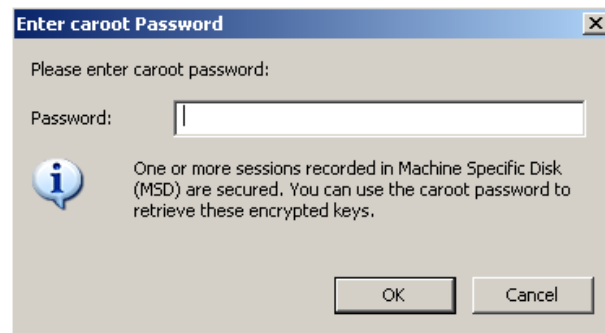 Enter caroot Password
Please enter caroot password:
Password:
One or more sessions recorded in Machine Specific Disk
(MSD) are secured. You can use the caroot password to
retrieve these encrypted keys.
OK
Cancel